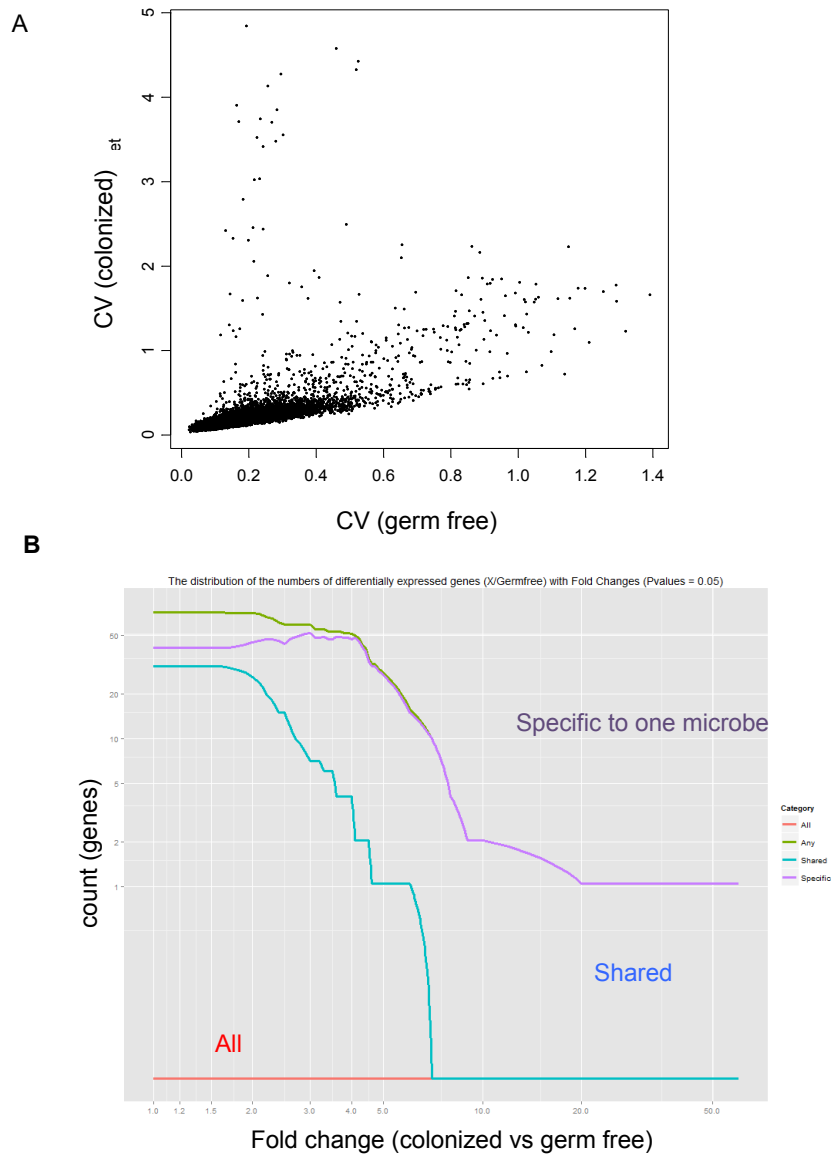 A
5
4
3
2
1
0
CV (colonized)
et
0.0 0.2 0.4 0.6 0.8 1.0 1.2 1.4
CV (germ free)
B
The distribution of the numbers of differentially expressed genes (X/Germfree) with Fold Changes (Pvalues = 0.05)
50
20
10
5
2
1
count (genes)
Specific to one microbe
Shared
All
Category
All
Any
Shared
Specific
1.0 1.2 1.5 2.0 3.0 4.0 5.0 10.0 20.0 50.0
Fold change (colonized vs germ free)